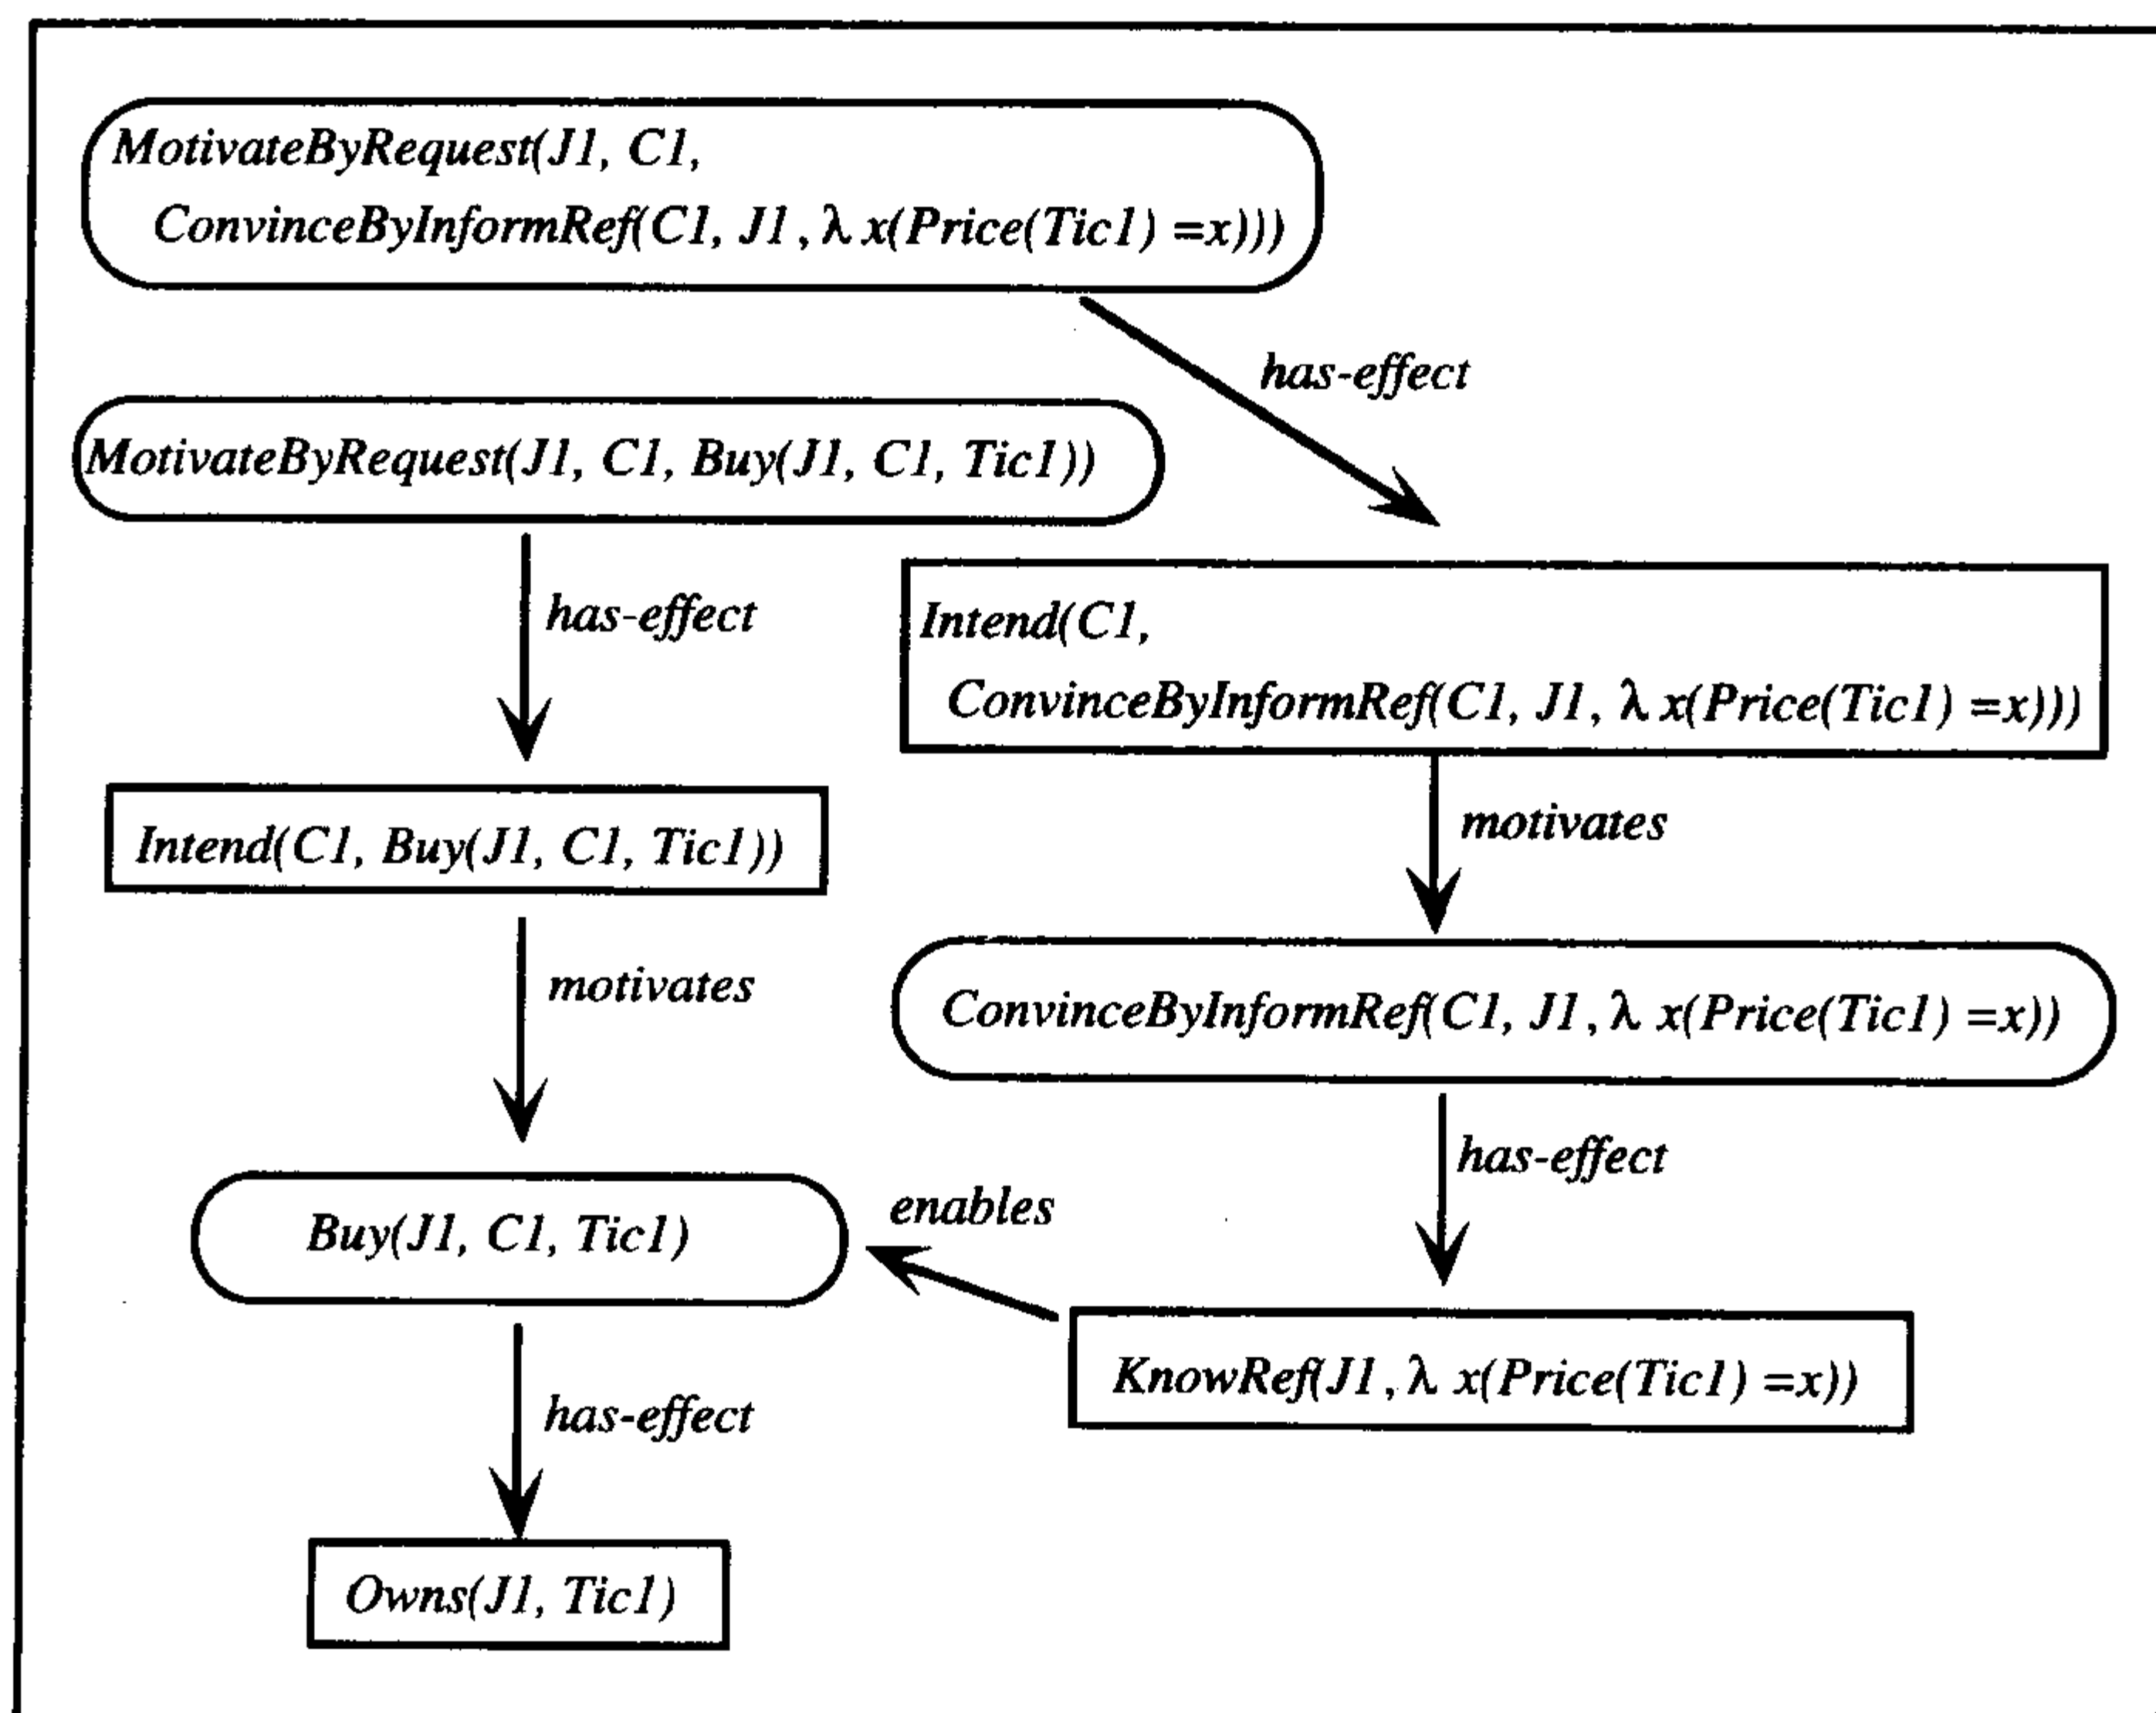 MotivateByRequest(J1, C1,
ConvinceByInformRef(C1, J1, λ x(Price(Tic1) =x)))
has-effect
MotivateByRequest(J1, C1, Buy(J1, C1, Tic1))
has-effect
Intend(C1,
ConvinceByInformRef(C1, J1, λ x(Price(Tic1) =x)))
motivates
Intend(C1, Buy(J1, C1, Tic1))
motivates
ConvinceByInformRef(C1, J1, λ x(Price(Tic1) =x))
has-effect
enables
Buy(J1, C1, Tic1)
KnowRef(J1, λ x(Price(Tic1) =x))
has-effect
Owns(J1, Tic1)